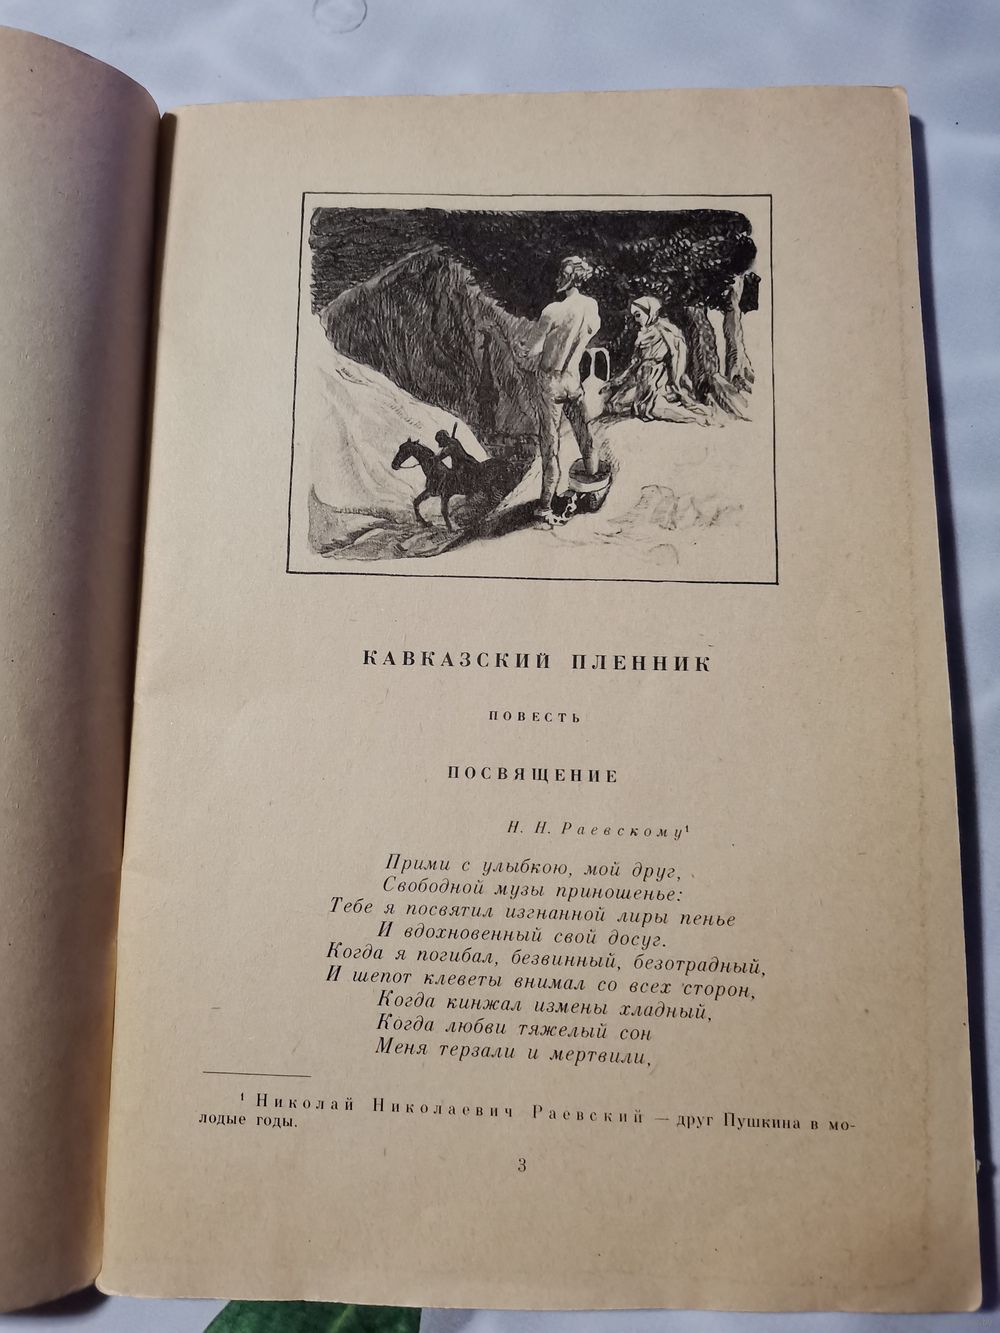 КАВКАЗСКИЙ ПЛЕННИК
ПОВЕСТЬ
ПОСВЯЩЕНИЕ
Н. Н. Раевскому¹
Прими с улыбкою, мой друг,
Свободной музы приношенье:
Тебе я посвятил изгнанной лиры пенье
И вдохновенный свой досуг.
Когда я погибал, безвинный, безотрадный,
И шепот клеветы внимал со всех сторон,
Когда кинжал измены хладный,
Когда любви тяжелый сон
Меня терзали и мертвили,
¹ Николай Николаевич Раевский — друг Пушкина в мо-
лодые годы.
3